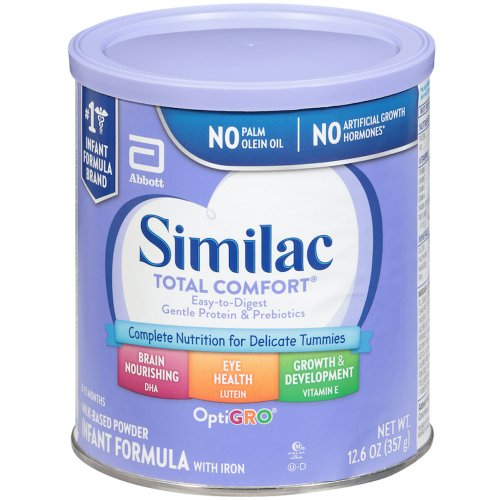 #1
INFANT
FORMULA
BRAND
Abbott
NO PALM
OLEIN OIL
NO ARTIFICIAL GROWTH
HORMONES*
Similac
TOTAL COMFORT®
Easy-to-Digest
Gentle Protein & Prebiotics
Complete Nutrition for Delicate Tummies
BRAIN
NOURISHING
DHA
EYE
HEALTH
LUTEIN
GROWTH &
DEVELOPMENT
VITAMIN E
OptiGRO®
MONTHS
MILK-BASED POWDER
INFANT FORMULA WITH IRON
U-D
NET WT
12.6 OZ (357 g)